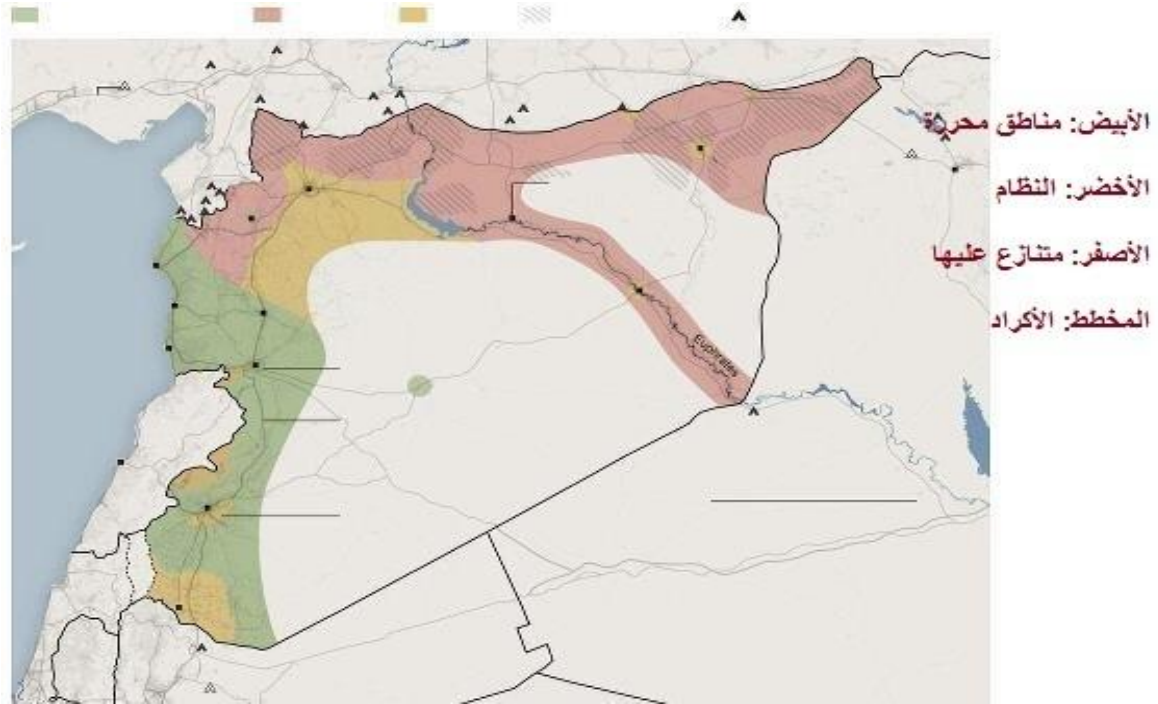 الأبيض: مناطق محررة
الأخضر: النظام
الأصفر: متنازع عليها
المخطط: الأكراد
Euphrates